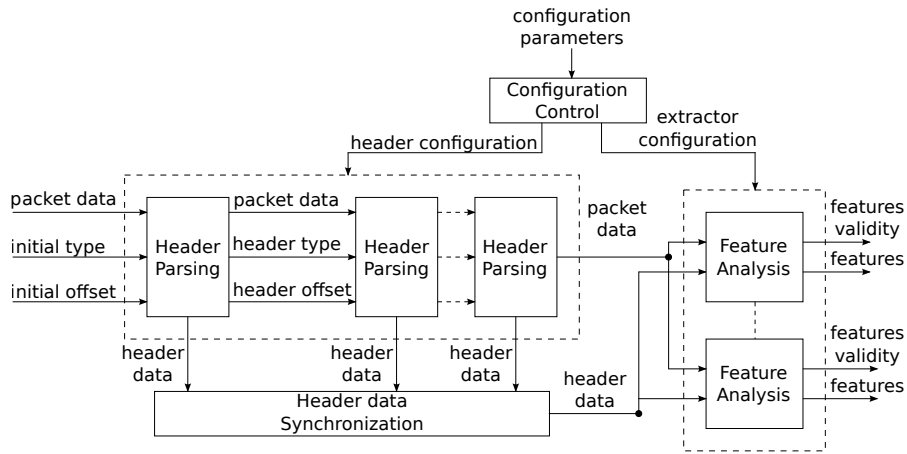 configuration
parameters
Configuration
Control
header configuration
extractor
configuration
packet data
initial type
initial offset
Header
Parsing
packet data
header type
header offset
Header
Parsing
Header
Parsing
packet
data
Feature
Analysis
features
validity
features
Feature
Analysis
features
validity
features
header
data
header
data
header
data
Header data
Synchronization
header
data